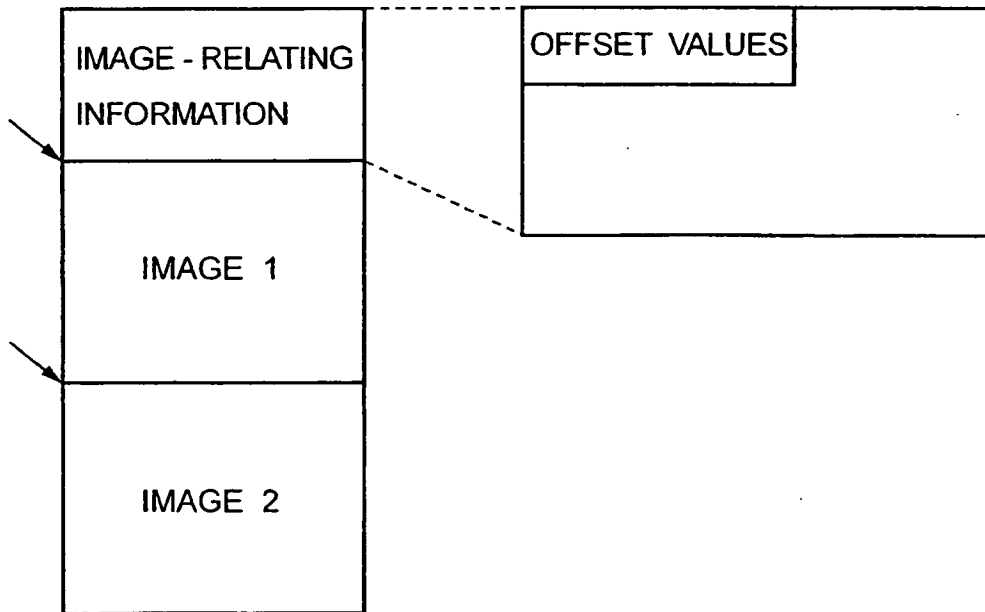 IMAGE - RELATING
INFORMATION
OFFSET VALUES
IMAGE 1
IMAGE 2